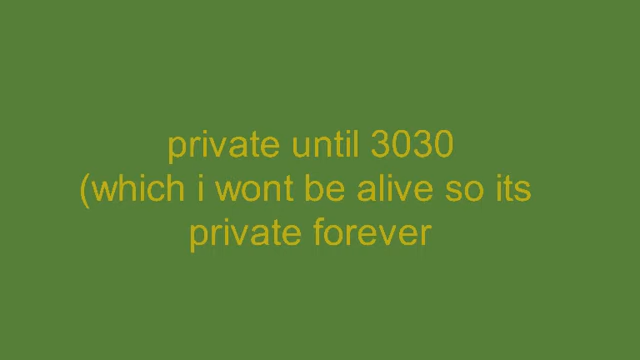 private until 3030
(which i wont be alive so its
private forever